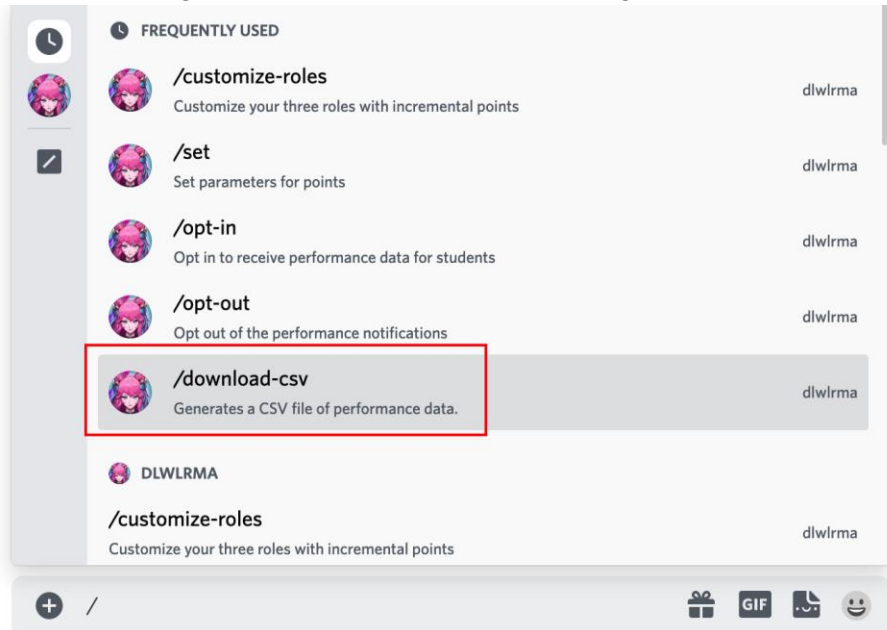 FREQUENTLY USED
/customize-roles
Customize your three roles with incremental points
dlwlrma
/set
Set parameters for points
dlwlrma
/opt-in
Opt in to receive performance data for students
dlwlrma
/opt-out
Opt out of the performance notifications
dlwlrma
/download-csv
Generates a CSV file of performance data.
dlwlrma
DLWLRMA
/customize-roles
Customize your three roles with incremental points
dlwlrma
/
GIF